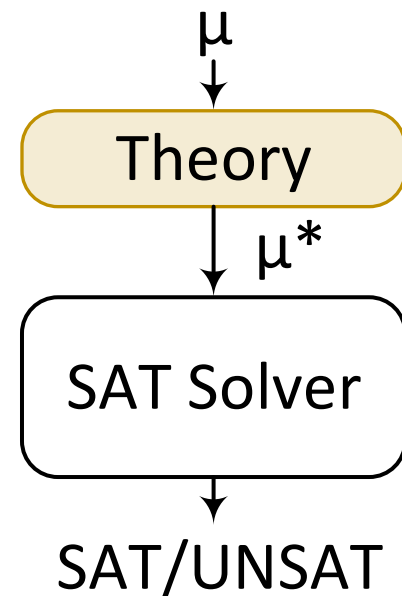 μ
Theory
μ*
SAT Solver
SAT/UNSAT